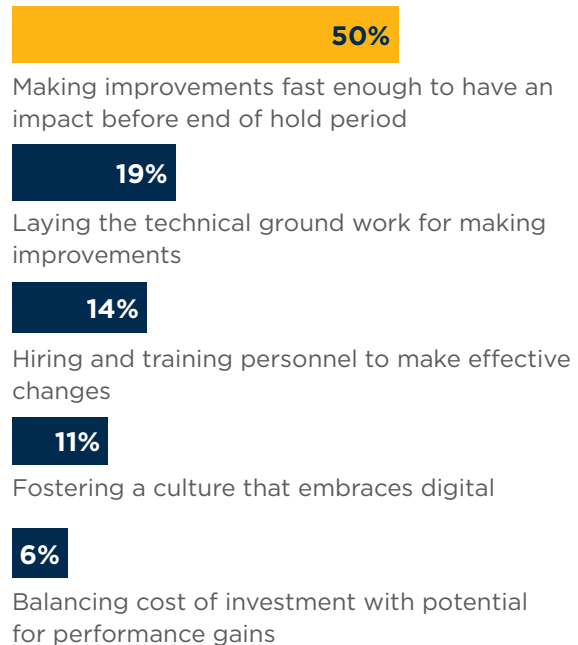 50%
Making improvements fast enough to have an
impact before end of hold period
19%
Laying the technical ground work for making
improvements
14%
Hiring and training personnel to make effective
changes
11%
Fostering a culture that embraces digital
6%
Balancing cost of investment with potential
for performance gains